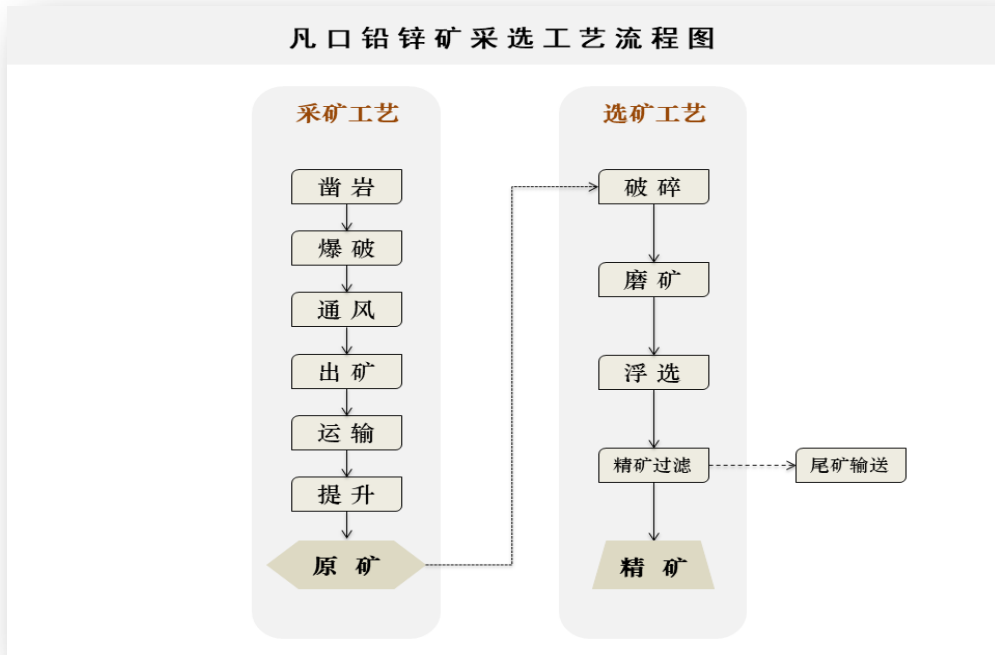 凡口铅锌矿采选工艺流程图
采矿工艺
凿岩
爆破
通风
出矿
运输
提升
原矿
选矿工艺
破碎
磨矿
浮选
精矿过滤
尾矿输送
精矿